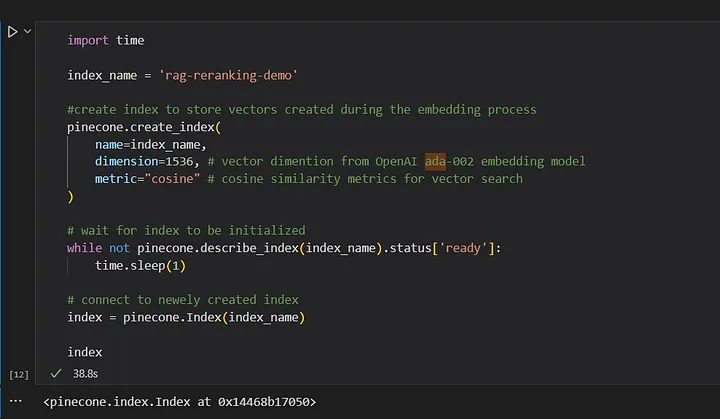 import time
index_name = 'rag-reranking-demo'
#create index to store vectors created during the embedding process
pinecone.create_index(
    name=index_name,
    dimension=1536, # vector dimention from OpenAI ada-002 embedding model
    metric="cosine" # cosine similarity metrics for vector search
)
# wait for index to be initialized
while not pinecone.describe_index(index_name).status['ready']:
    time.sleep(1)
# connect to newely created index
index = pinecone.Index(index_name)
index
[12] ✓ 38.8s
... <pinecone.index.Index at 0x14468b17050>